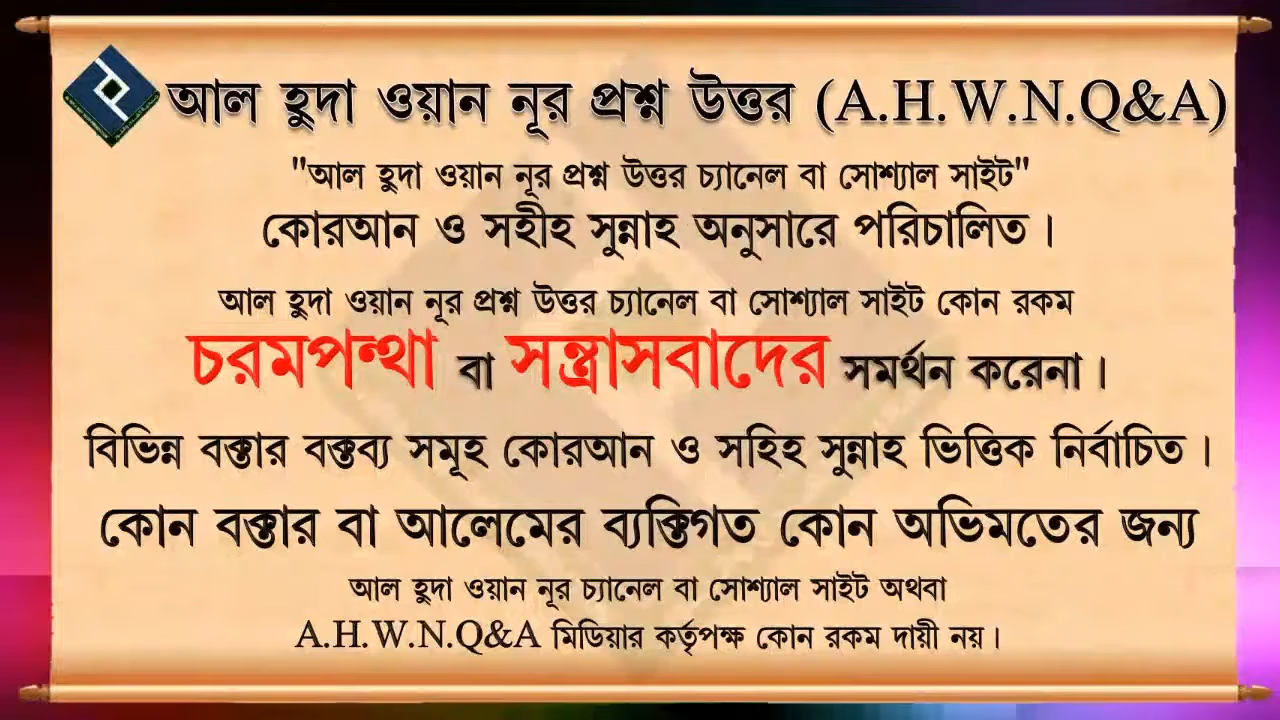 আল হুদা ওয়ান নূর প্রশ্ন উত্তর (A.H.W.N.Q&A)
"আল হুদা ওয়ান নূর প্রশ্ন উত্তর চ্যানেল বা সোশ্যাল সাইট"
কোরআন ও সহীহ সুন্নাহ অনুসারে পরিচালিত।
আল হুদা ওয়ান নূর প্রশ্ন উত্তর চ্যানেল বা সোশ্যাল সাইট কোন রকম
চরমপন্থা বা সন্ত্রাসবাদের সমর্থন করেনা।
বিভিন্ন বক্তার বক্তব্য সমূহ কোরআন ও সহিহ সুন্নাহ ভিত্তিক নির্বাচিত।
কোন বক্তার বা আলেমের ব্যক্তিগত কোন অভিমতের জন্য
আল হুদা ওয়ান নূর চ্যানেল বা সোশ্যাল সাইট অথবা
A.H.W.N.Q&A মিডিয়ার কর্তৃপক্ষ কোন রকম দায়ী নয়।